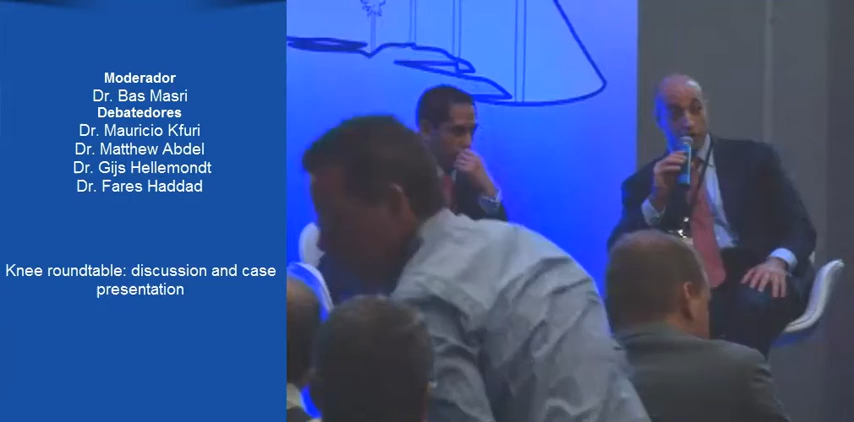 Moderador
Dr. Bas Masri
Debatedores
Dr. Mauricio Kfuri
Dr. Matthew Abdel
Dr. Gijs Hellemondt
Dr. Fares Haddad
Knee roundtable: discussion and case
presentation